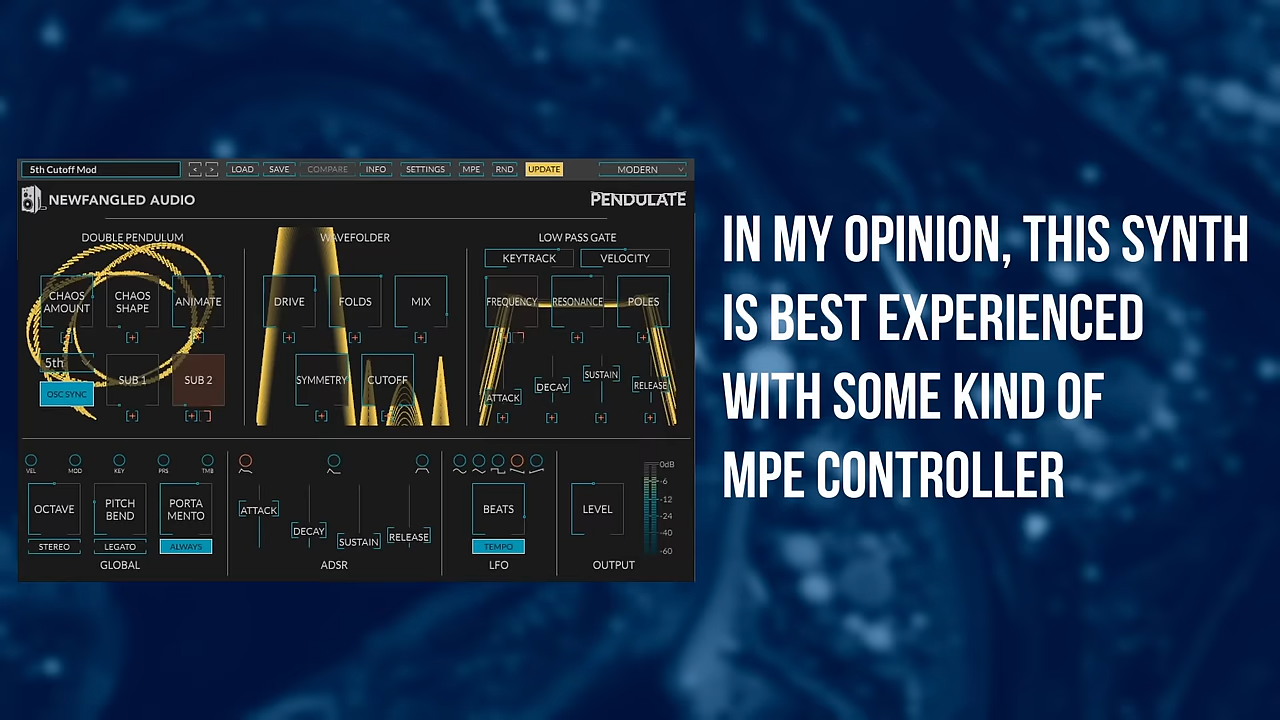 5th Cutoff Mod < > LOAD SAVE COMPARE INFO SETTINGS MPE RND UPDATE MODERN
NEWFANGLED AUDIO PENDULATE
DOUBLE PENDULUM WAVEFOLDER LOW PASS GATE
KEYTRACK VELOCITY
CHAOS AMOUNT CHAOS SHAPE ANIMATE DRIVE FOLDS MIX FREQUENCY RESONANCE POLES
5th SUB 1 SUB 2 SYMMETRY CUTOFF ATTACK DECAY SUSTAIN RELEASE
OSC SYNC
VEL MOD KEY PRS TMB
0dB
-6
-12
-24
-40
-60
OCTAVE PITCH BEND PORTA MENTO ATTACK DECAY SUSTAIN RELEASE BEATS LEVEL
STEREO LEGATO ALWAYS TEMPO
GLOBAL ADSR LFO OUTPUT
IN MY OPINION, THIS SYNTH
IS BEST EXPERIENCED
WITH SOME KIND OF
MPE CONTROLLER